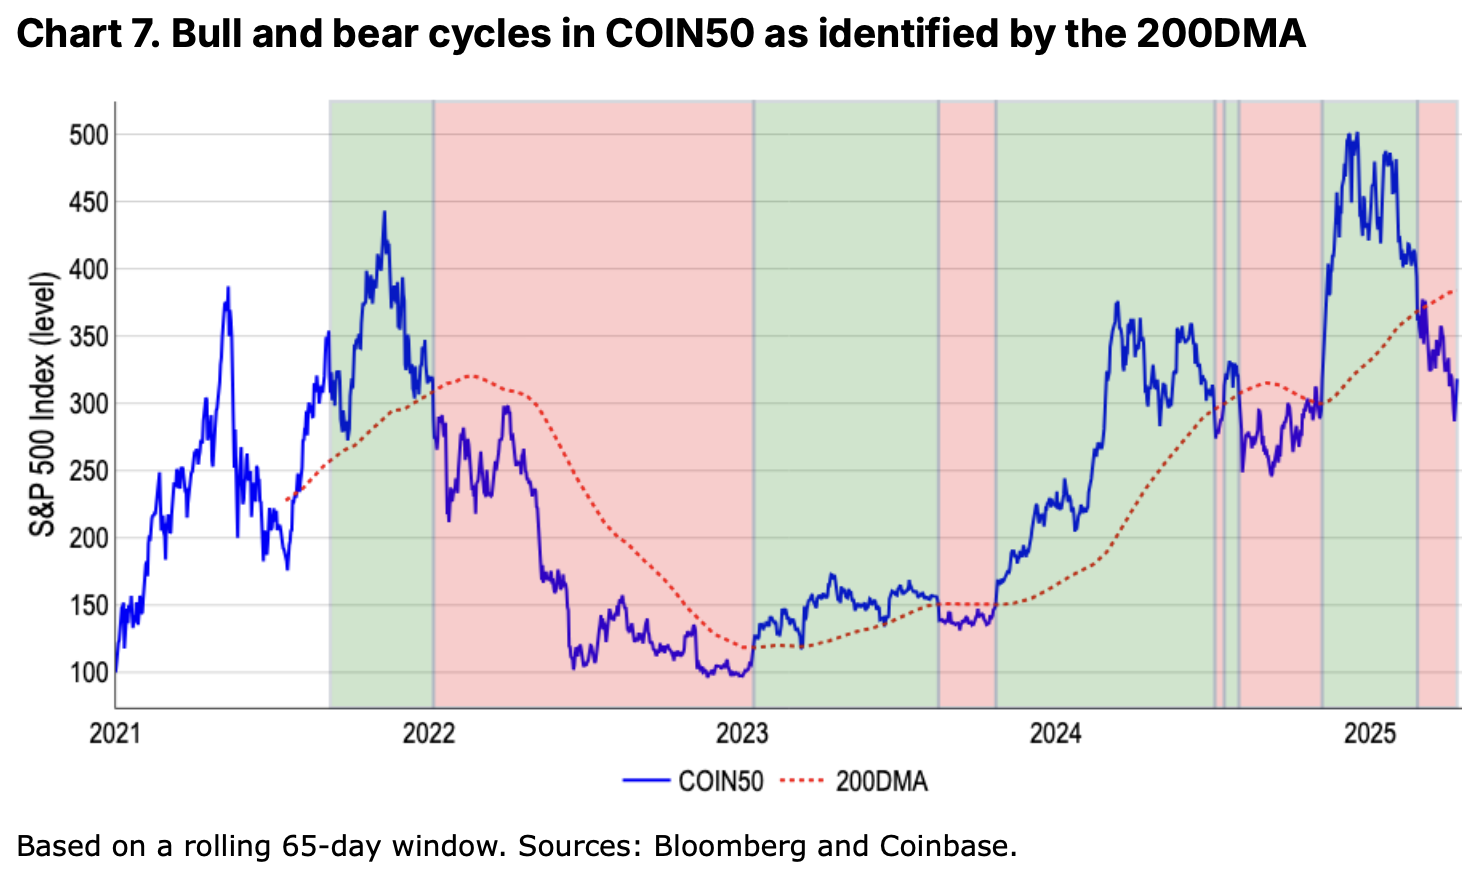 Chart 7. Bull and bear cycles in COIN50 as identified by the 200DMA
S&P 500 Index (level)
500
450
400
350
300
250
200
150
100
2021 2022 2023 2024 2025
COIN50 200DMA
Based on a rolling 65-day window. Sources: Bloomberg and Coinbase.